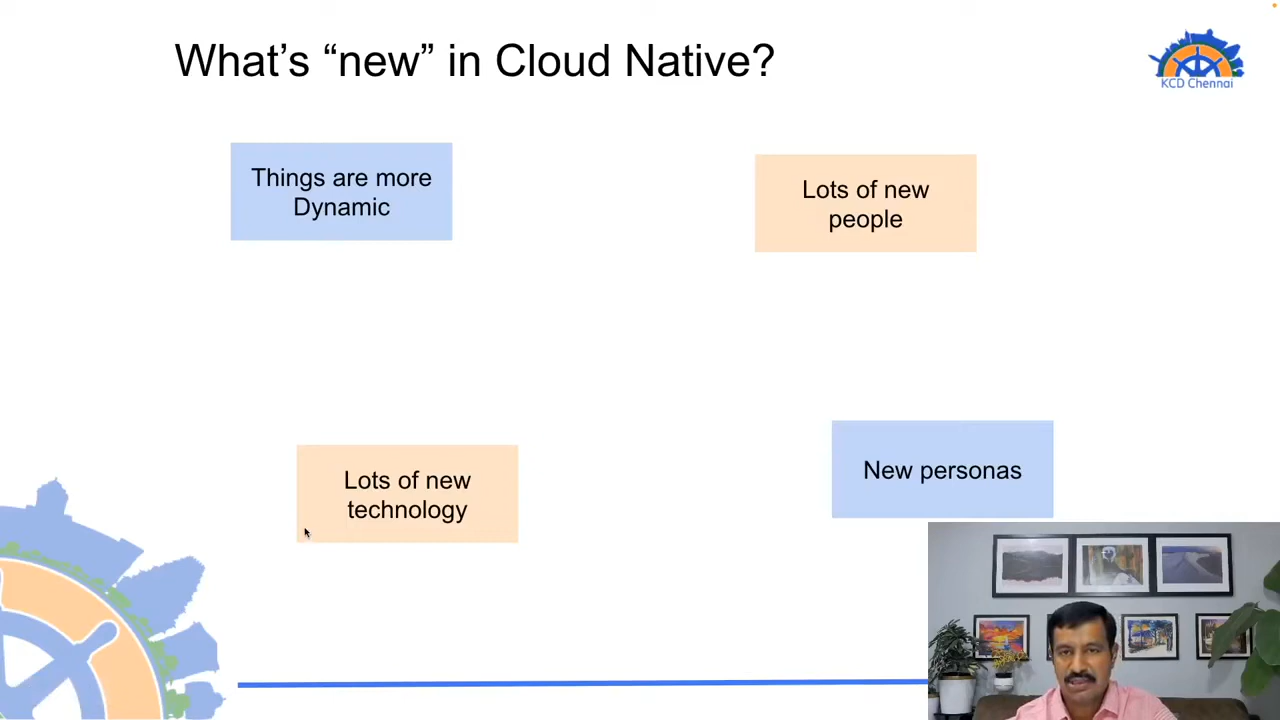 What's “new” in Cloud Native?
KCD Chennai
Things are more
Dynamic
Lots of new
people
Lots of new
technology
New personas